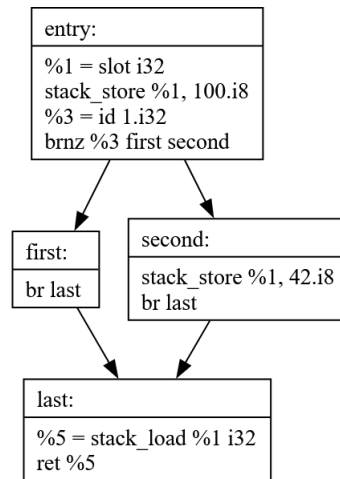 entry:
%1 = slot i32
stack_store %1, 100.i8
%3 = id 1.i32
brnz %3 first second
first:
br last
second:
stack_store %1, 42.i8
br last
last:
%5 = stack_load %1 i32
ret %5